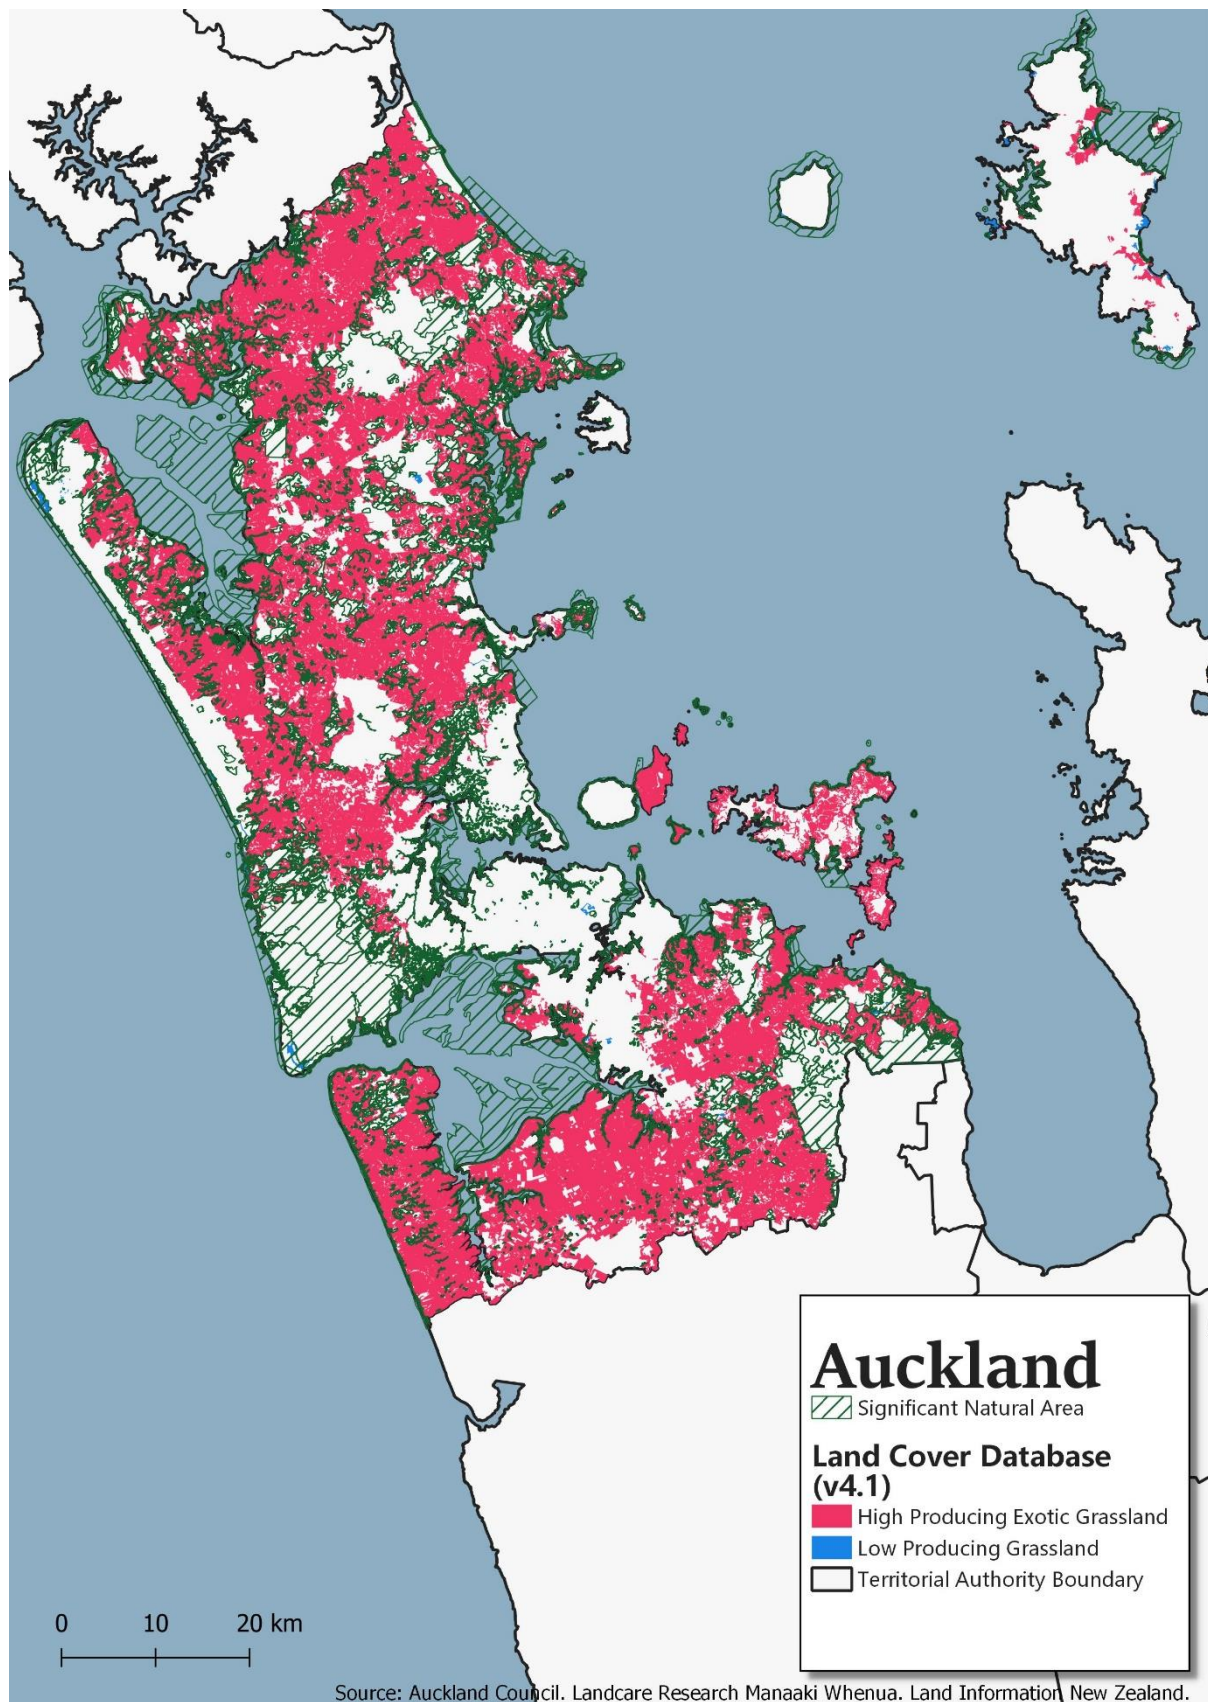 Auckland
Significant Natural Area
Land Cover Database
(v4.1)
High Producing Exotic Grassland
Low Producing Grassland
Territorial Authority Boundary
0 10 20 km
Source: Auckland Council. Landcare Research Manaaki Whenua. Land Information New Zealand.